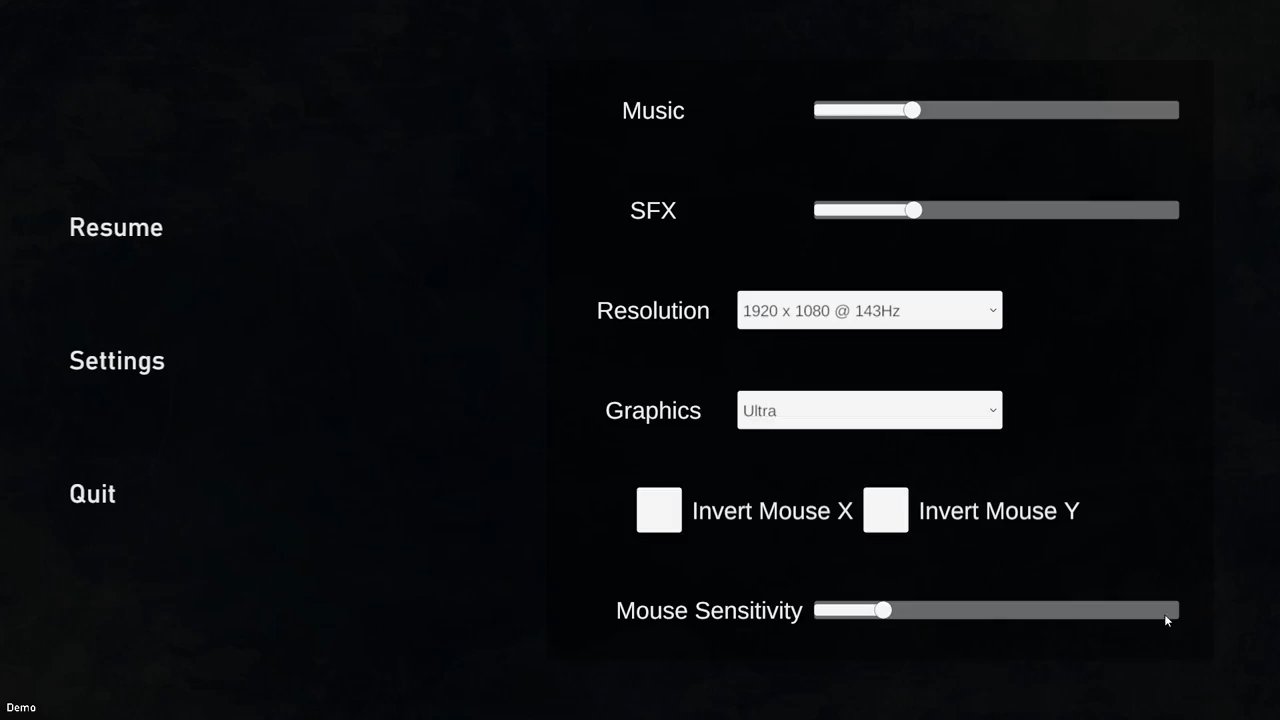 Music
SFX
Resume
Resolution 1920 x 1080 @ 143Hz
Settings
Graphics Ultra
Quit
Invert Mouse X Invert Mouse Y
Mouse Sensitivity
Demo